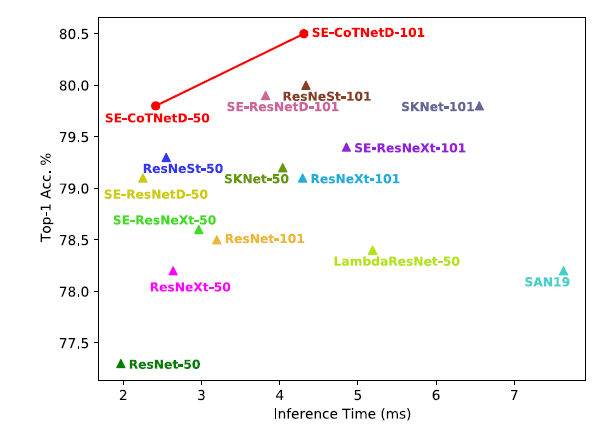 80.5
SE-CoTNetD-101
80.0
ResNeSt-101
SE-ResNetD-101
SKNet-101
SE-CoTNetD-50
79.5
SE-ResNeXt-101
ResNeSt-50
SKNet-50
ResNeXt-101
79.0
SE-ResNetD-50
SE-ResNeXt-50
78.5
ResNet-101
LambdaResNet-50
78.0
ResNeXt-50
SAN19
77.5
ResNet-50
Top-1 Acc. %
2 3 4 5 6 7
Inference Time (ms)